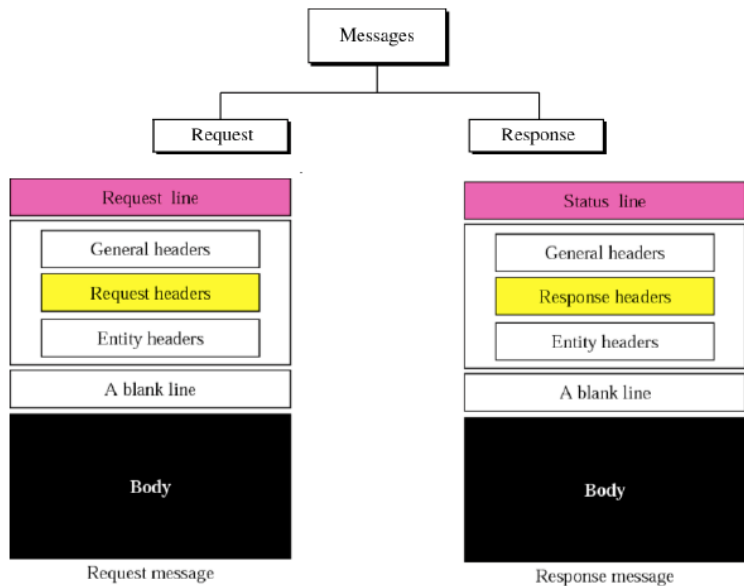 Messages
Request
Response
Request line
General headers
Request headers
Entity headers
A blank line
Body
Request message
Status line
General headers
Response headers
Entity headers
A blank line
Body
Response message